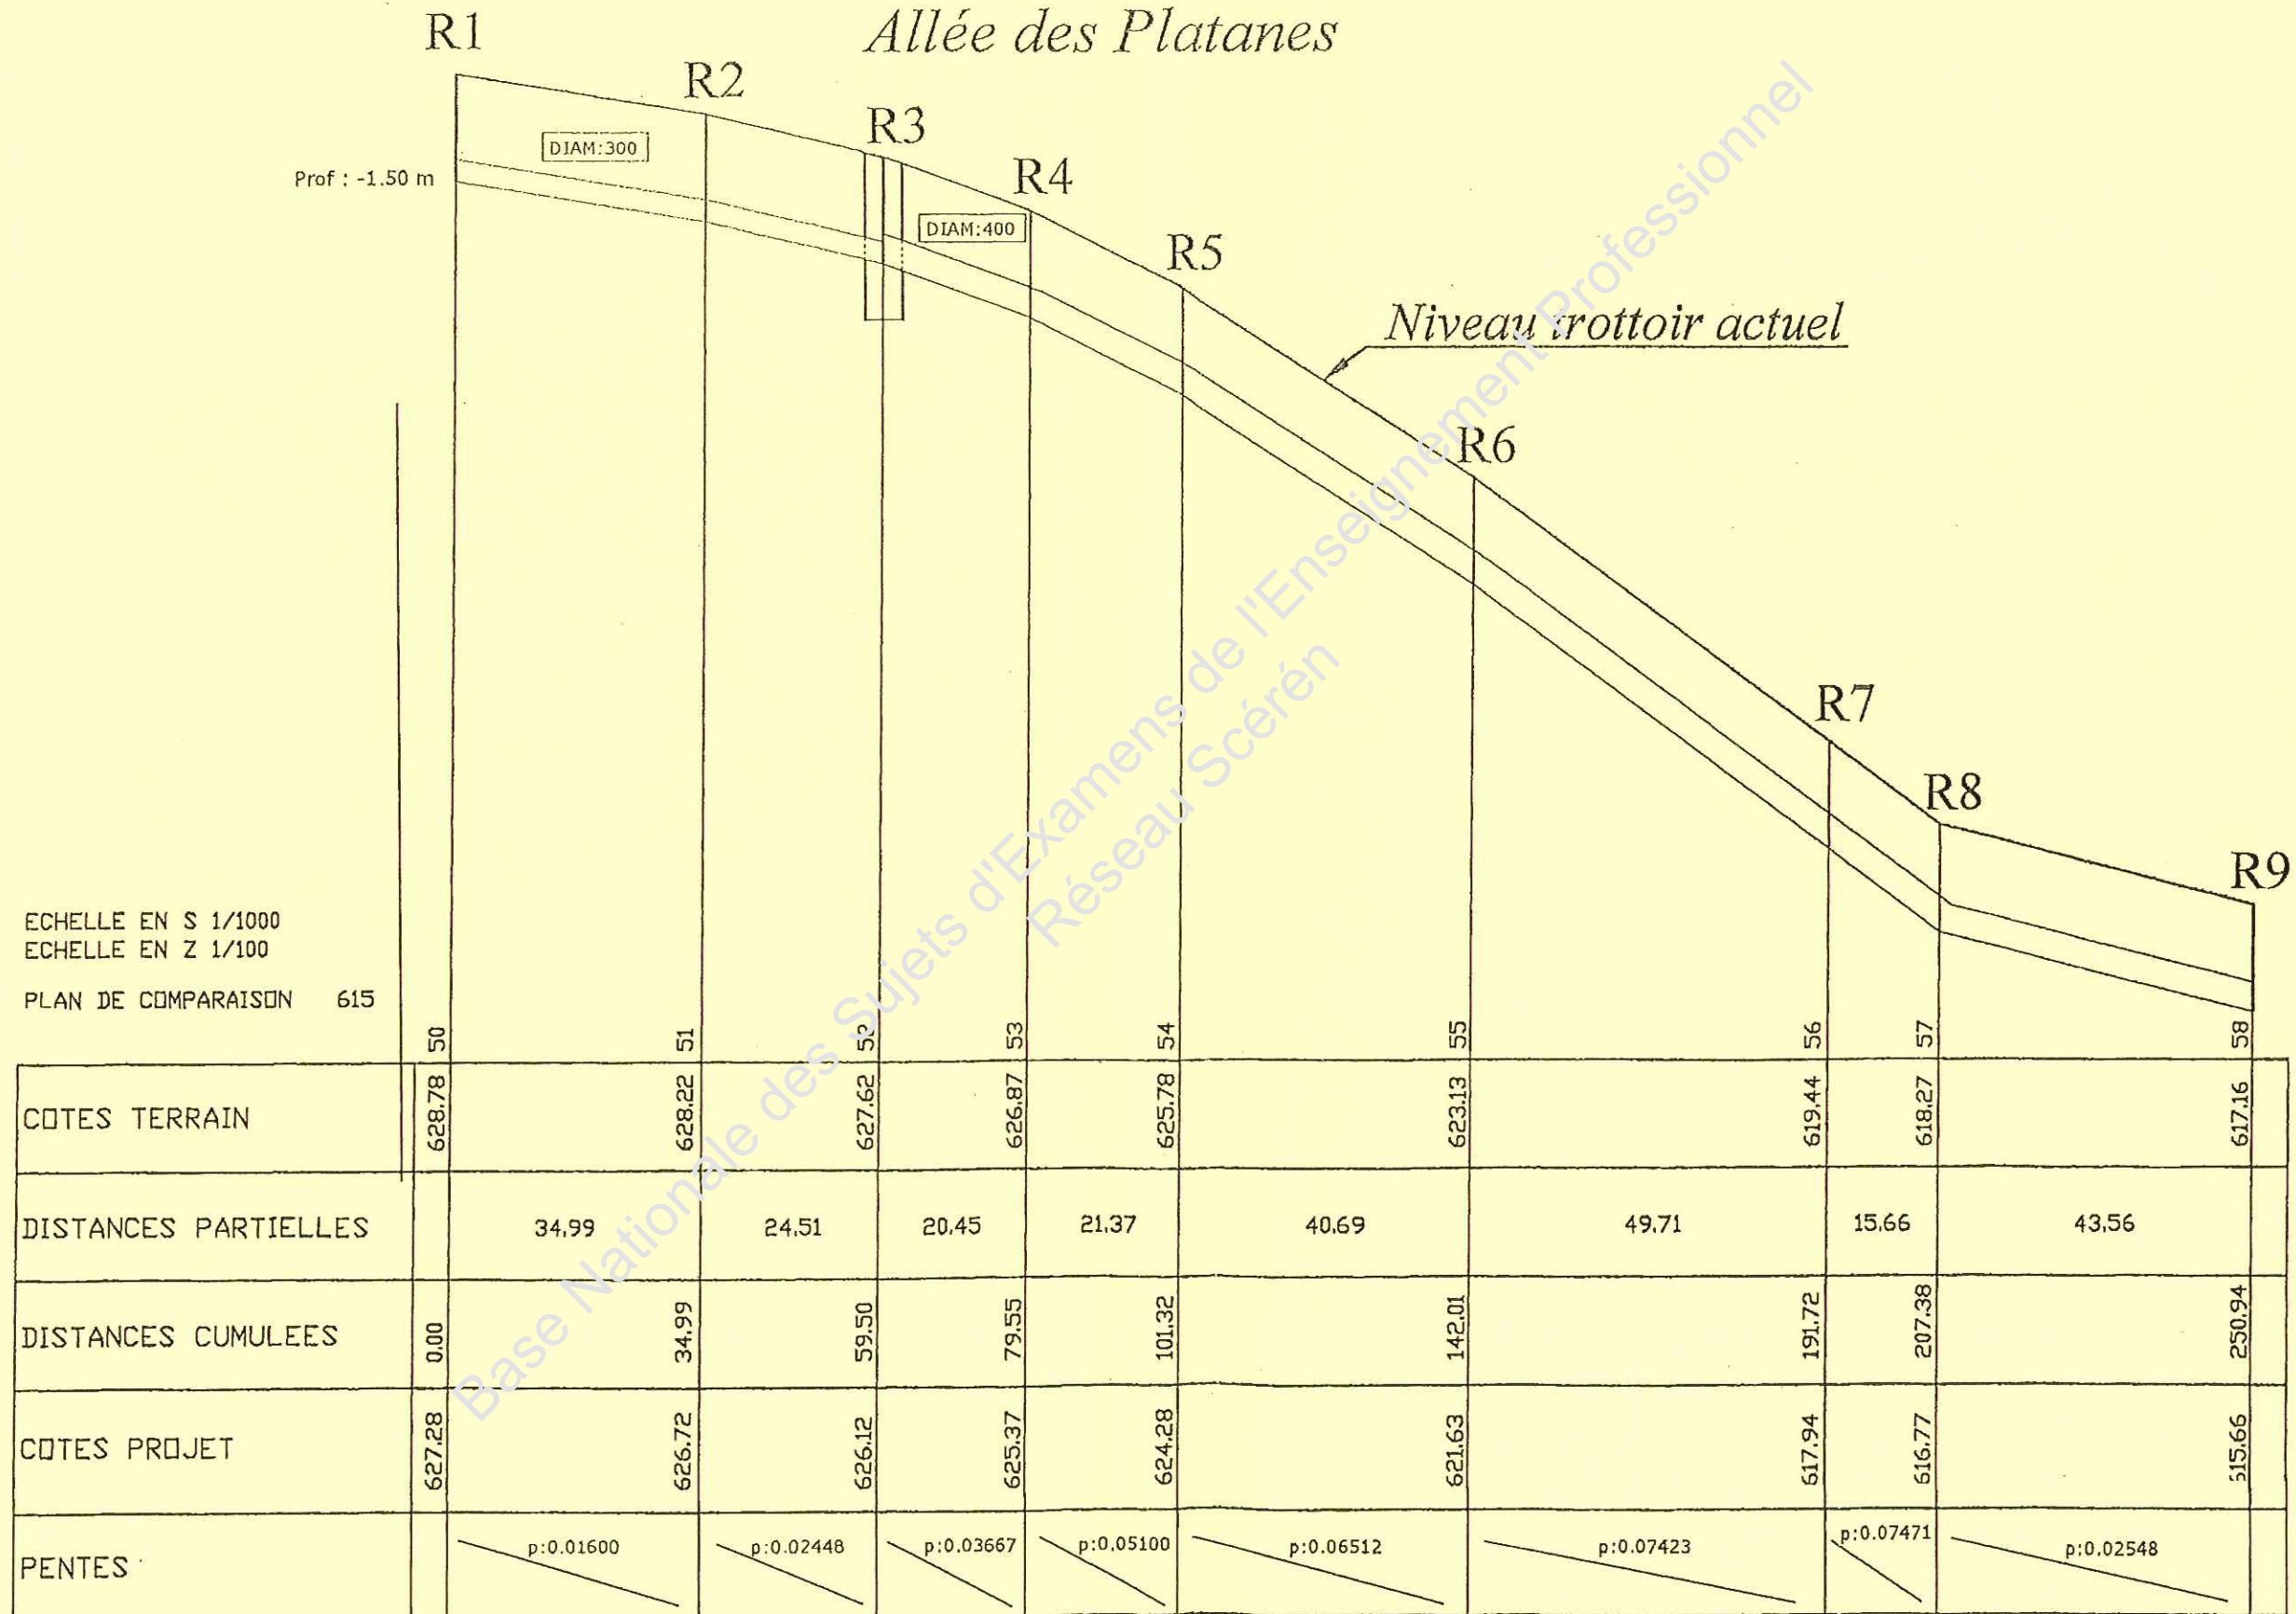 Allée des Platanes
R1
R2
R3
R4
R5
R6
R7
R8
R9
DIAM:300
DIAM:400
Prof : -1.50 m
Niveau trottoir actuel
Base Nationale des Sujets d'Examens de l'Enseignement Professionnel
Réseau Scérén
ECHELLE EN S 1/1000
ECHELLE EN Z 1/100
PLAN DE COMPARAISON 615
50 51 52 53 54 55 56 57 58
COTES TERRAIN 628.78 628.22 627.62 626.87 625.78 623.13 619.44 618.27 617.16
DISTANCES PARTIELLES 34.99 24.51 20.45 21.37 40.69 49.71 15.66 43.56
DISTANCES CUMULEES 0.00 34.99 59.50 79.55 101.32 142.01 191.72 207.38 250.94
COTES PROJET 627.28 626.72 626.12 625.37 624.28 621.63 617.94 616.77 615.66
PENTES p:0.01600 p:0.02448 p:0.03667 p:0.05100 p:0.06512 p:0.07423 p:0.07471 p:0.02548